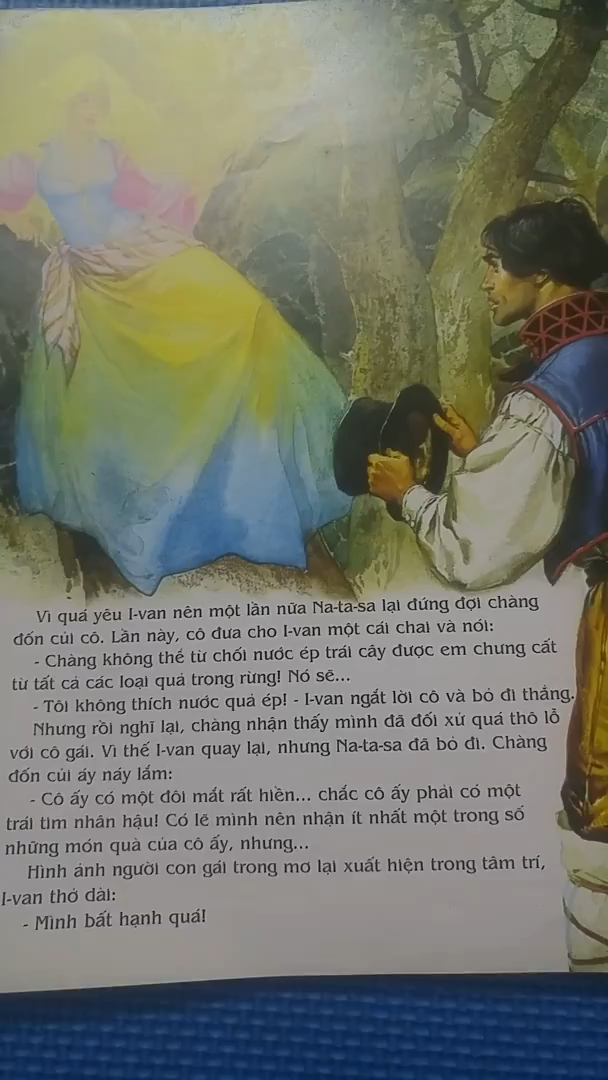 Vì quá yêu I-van nên một lần nữa Na-ta-sa lại đứng đợi chàng
đốn củi cô. Lần này, cô đưa cho I-van một cái chai và nói:
- Chàng không thể từ chối nước ép trái cây được em chưng cất
từ tất cả các loại quả trong rừng! Nó sẽ...
- Tôi không thích nước quả ép! - I-van ngắt lời cô và bỏ đi thẳng.
Nhưng rồi nghĩ lại, chàng nhận thấy mình đã đối xử quá thô lỗ
với cô gái. Vì thế I-van quay lại, nhưng Na-ta-sa đã bỏ đi. Chàng
đốn củi áy náy lắm:
- Cô ấy có một đôi mắt rất hiền... chắc cô ấy phải có một
trái tim nhân hậu! Có lẽ mình nên nhận ít nhất một trong số
những món quà của cô ấy, nhưng...
Hình ảnh người con gái trong mơ lại xuất hiện trong tâm trí,
I-van thở dài:
- Mình bất hạnh quá!